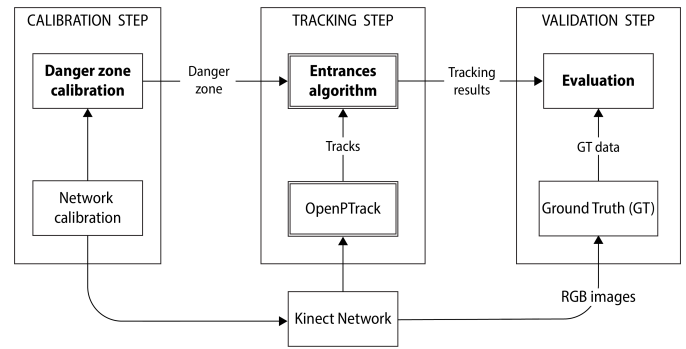 CALIBRATION STEP
TRACKING STEP
VALIDATION STEP
Danger zone
calibration
Danger
zone
Entrances
algorithm
Tracking
results
Evaluation
Tracks
GT data
Network
calibration
OpenPTrack
Ground Truth (GT)
Kinect Network
RGB images